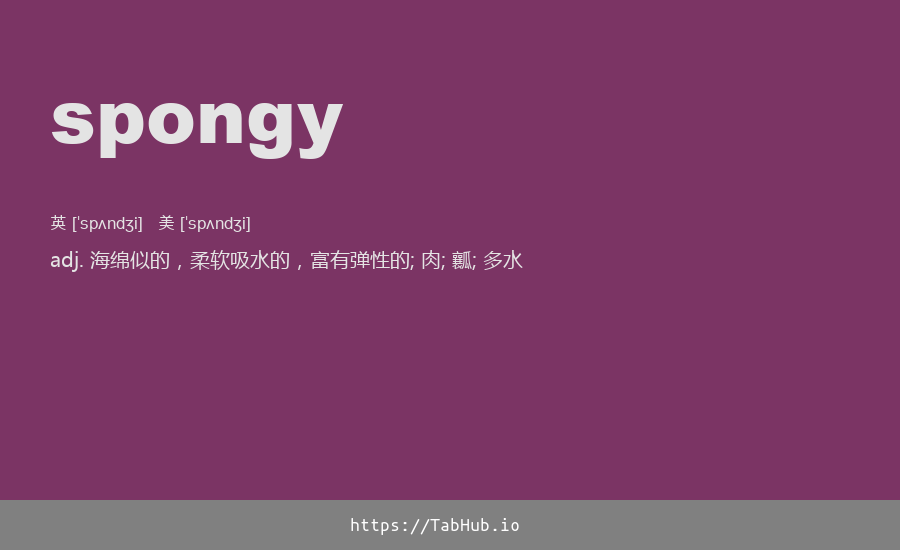 spongy
英 [ˈspʌndʒi] 美 [ˈspʌndʒi]
adj. 海绵似的，柔软吸水的，富有弹性的; 肉; 瓤; 多水
https://TabHub.io